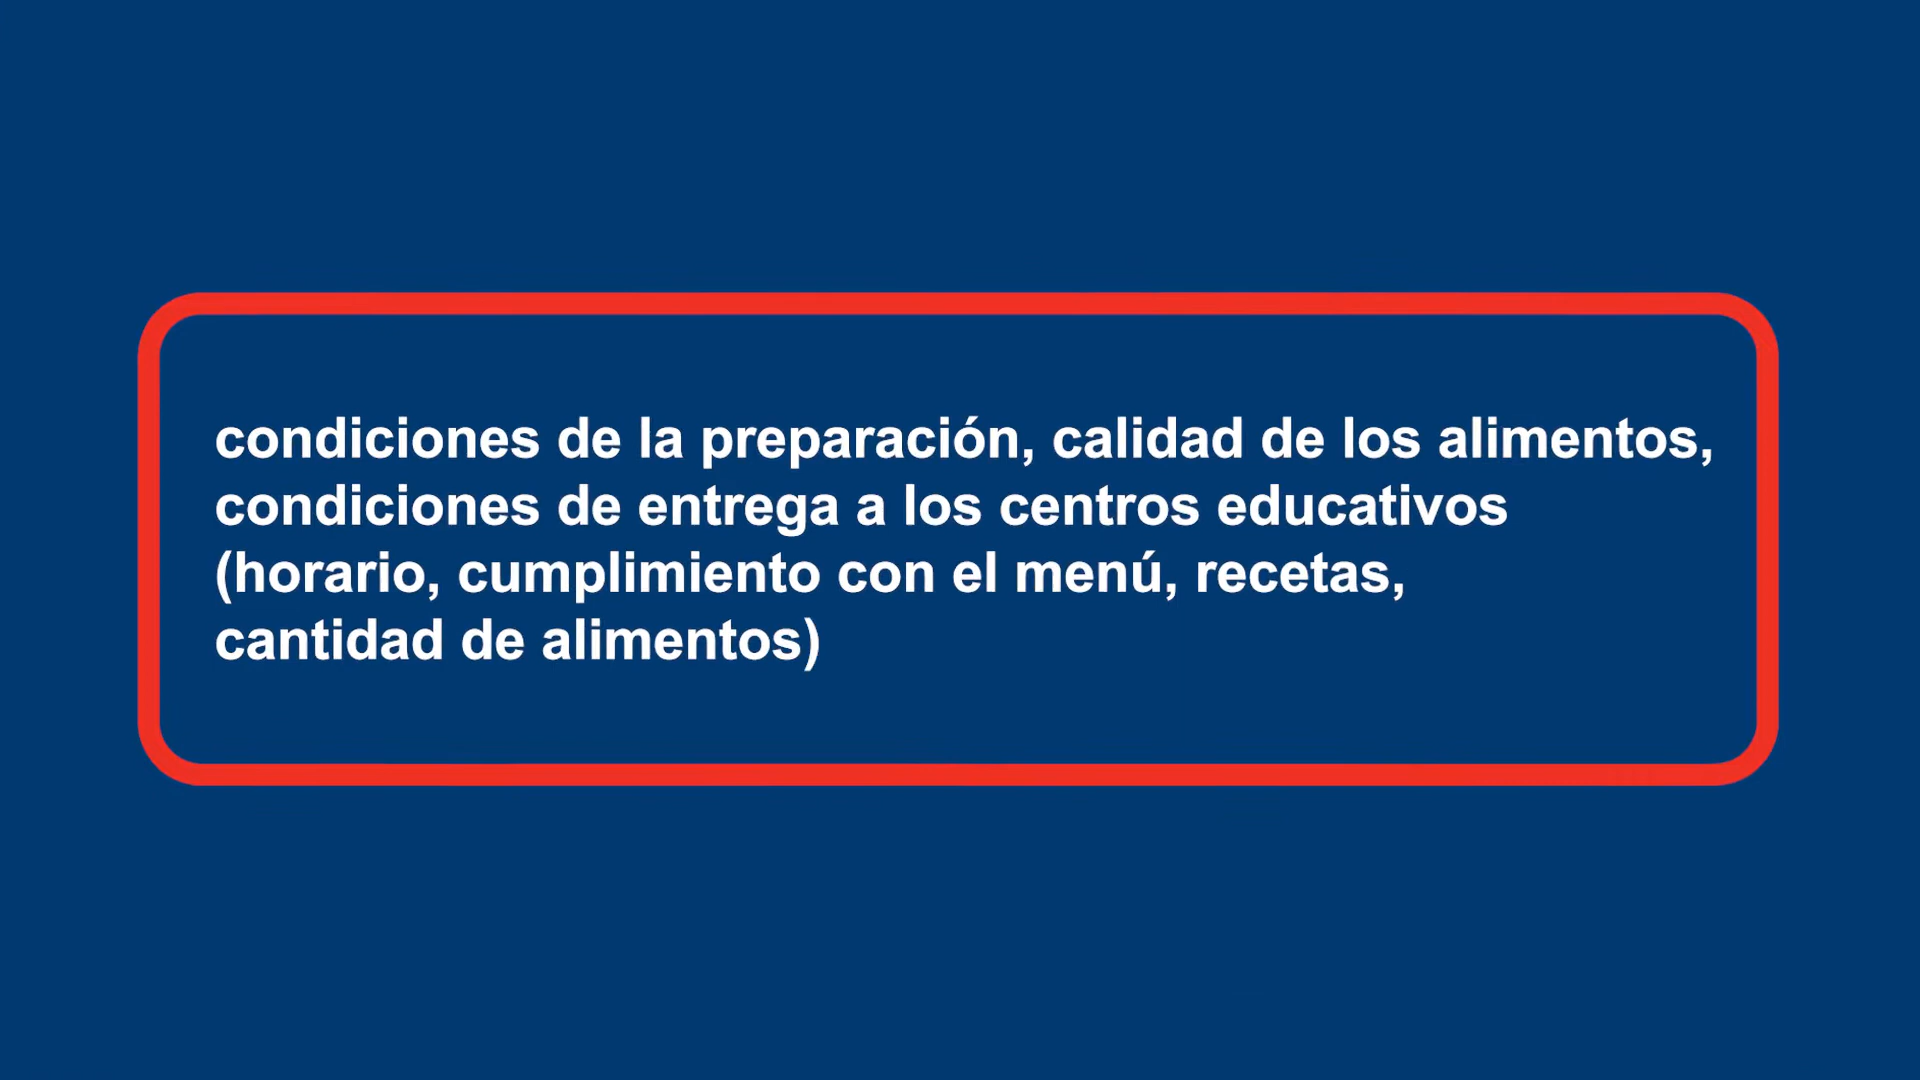 condiciones de la preparación, calidad de los alimentos,
condiciones de entrega a los centros educativos
(horario, cumplimiento con el menú, recetas,
cantidad de alimentos)